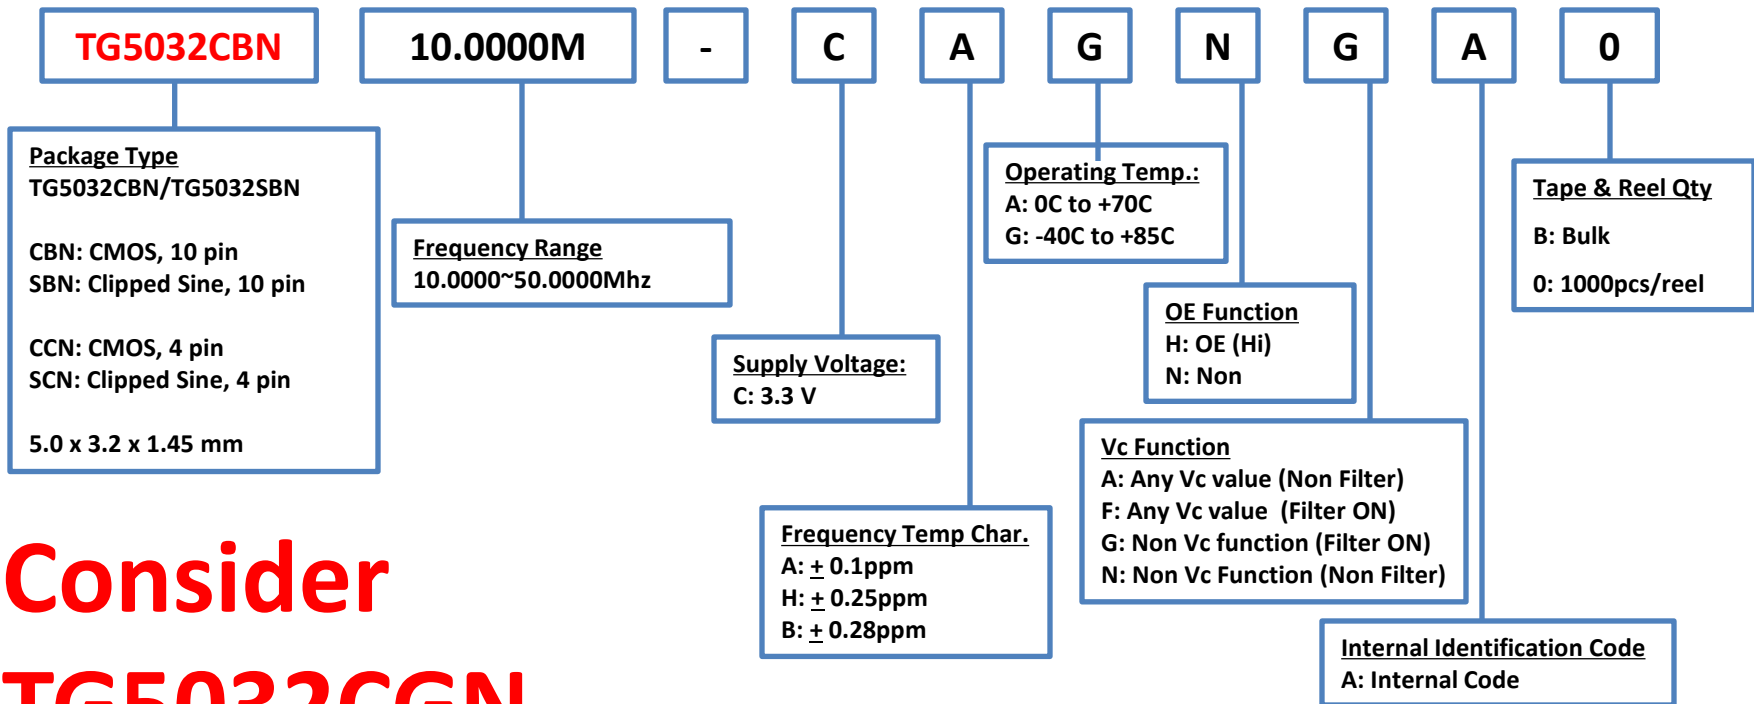 TG5032CBN 10.0000M - C A G N G A 0
Package Type
TG5032CBN/TG5032SBN
CBN: CMOS, 10 pin
SBN: Clipped Sine, 10 pin
CCN: CMOS, 4 pin
SCN: Clipped Sine, 4 pin
5.0 x 3.2 x 1.45 mm
Frequency Range
10.0000~50.0000Mhz
Supply Voltage:
C: 3.3 V
Frequency Temp Char.
A: ± 0.1ppm
H: ± 0.25ppm
B: ± 0.28ppm
Operating Temp.:
A: 0C to +70C
G: -40C to +85C
OE Function
H: OE (Hi)
N: Non
Vc Function
A: Any Vc value (Non Filter)
F: Any Vc value (Filter ON)
G: Non Vc function (Filter ON)
N: Non Vc Function (Non Filter)
Internal Identification Code
A: Internal Code
Tape & Reel Qty
B: Bulk
0: 1000pcs/reel
Consider
TG5032CGN